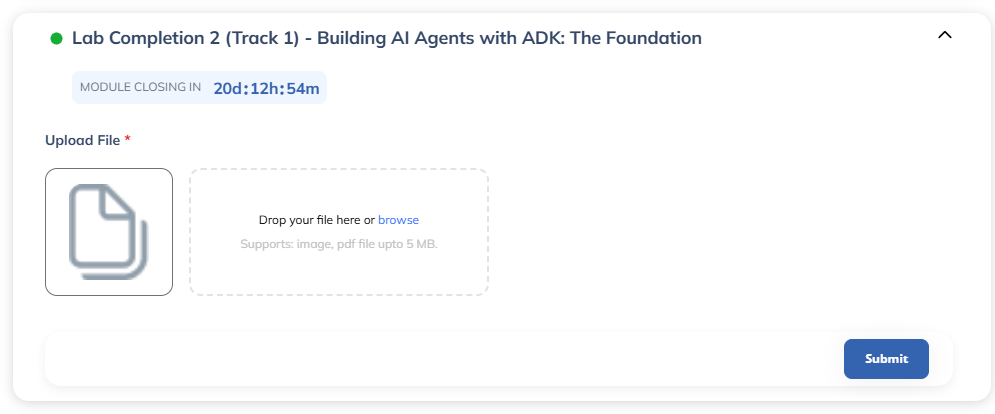 Lab Completion 2 (Track 1) - Building AI Agents with ADK: The Foundation
MODULE CLOSING IN 20d:12h:54m
Upload File *
Drop your file here or browse
Supports: image, pdf file upto 5 MB.
Submit